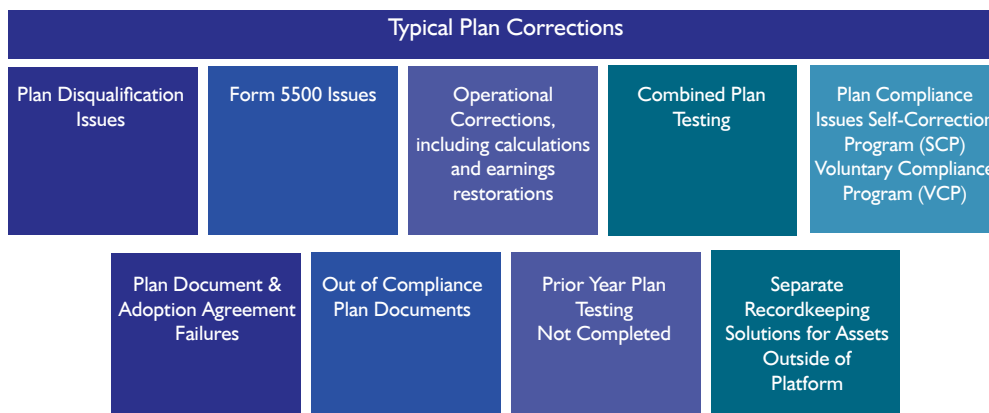 Typical Plan Corrections
Plan Disqualification
Issues
Form 5500 Issues
Operational
Corrections,
including calculations
and earnings
restorations
Combined Plan
Testing
Plan Compliance
Issues Self-Correction
Program (SCP)
Voluntary Compliance
Program (VCP)
Plan Document &
Adoption Agreement
Failures
Out of Compliance
Plan Documents
Prior Year Plan
Testing
Not Completed
Separate
Recordkeeping
Solutions for Assets
Outside of
Platform